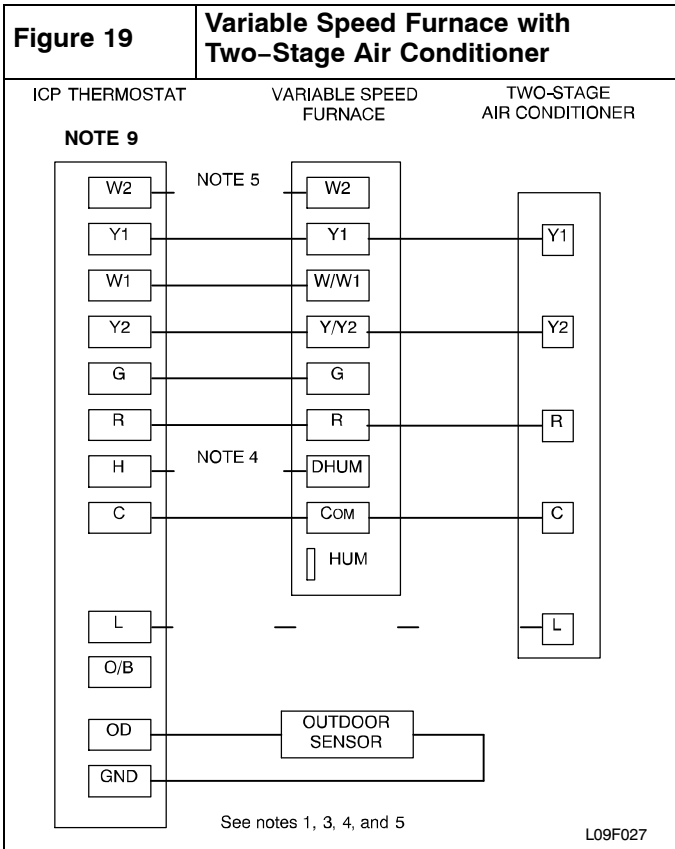 Figure 19
Variable Speed Furnace with
Two−Stage Air Conditioner
ICP THERMOSTAT
VARIABLE SPEED
FURNACE
TWO-STAGE
AIR CONDITIONER
NOTE 9
W2 NOTE 5 W2
Y1 Y1 Y1
W1 W/W1
Y2 Y/Y2 Y2
G G
R R R
H NOTE 4 DHUM
C COM C
HUM
L L
O/B
OD OUTDOOR
SENSOR
GND
See notes 1, 3, 4, and 5
L09F027